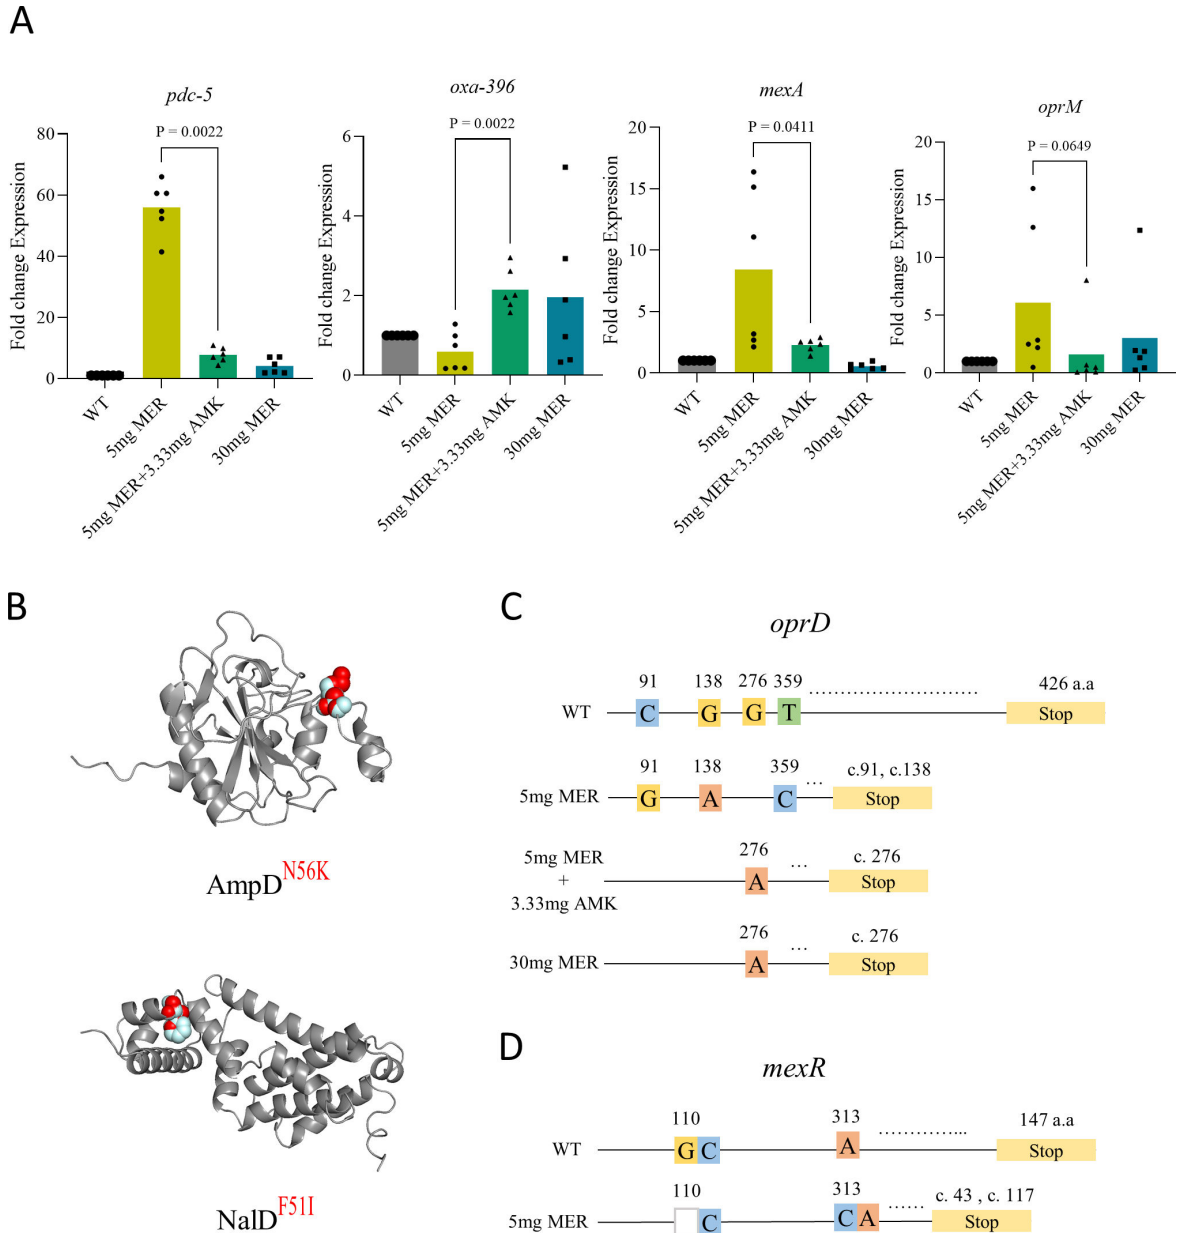 A
pdc-5
P = 0.0022
Fold change Expression
80
60
40
20
0
WT
5mg MER
5mg MER+3.33mg AMK
30mg MER
oxa-396
P = 0.0022
Fold change Expression
6
4
2
0
WT
5mg MER
5mg MER+3.33mg AMK
30mg MER
mexA
P = 0.0411
Fold change Expression
20
15
10
5
0
WT
5mg MER
5mg MER+3.33mg AMK
30mg MER
oprM
P = 0.0649
Fold change Expression
20
15
10
5
0
WT
5mg MER
5mg MER+3.33mg AMK
30mg MER
B
AmpD N56K
NalD F51I
C
oprD
91 138 276 359 ............................ 426 a.a
WT C G G T Stop
91 138 359 ... c.91, c.138
5mg MER G A C Stop
276 ... c. 276
5mg MER
+
3.33mg AMK
A Stop
276 ... c. 276
30mg MER A Stop
D
mexR
110 313 ............... 147 a.a
WT G C A Stop
110 313 ...... c. 43 , c. 117
5mg MER C C A Stop